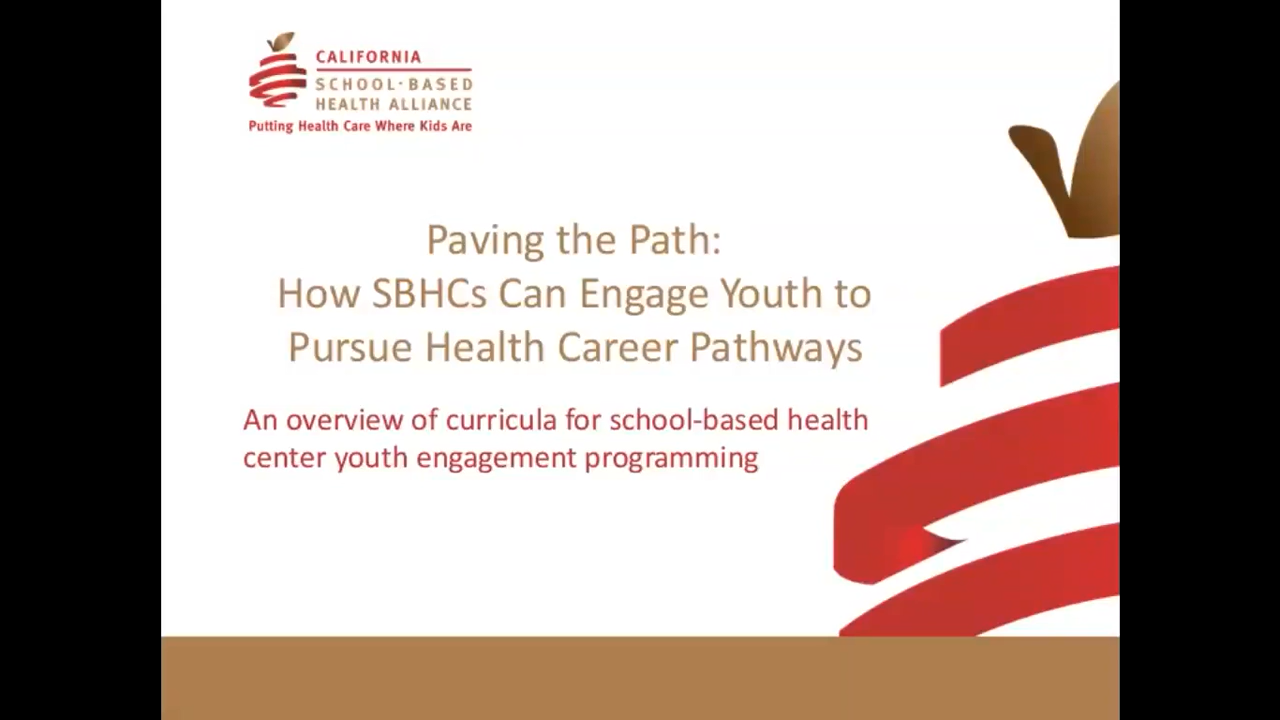 CALIFORNIA
SCHOOL·BASED
HEALTH ALLIANCE
Putting Health Care Where Kids Are
Paving the Path:
How SBHCs Can Engage Youth to
Pursue Health Career Pathways
An overview of curricula for school-based health
center youth engagement programming